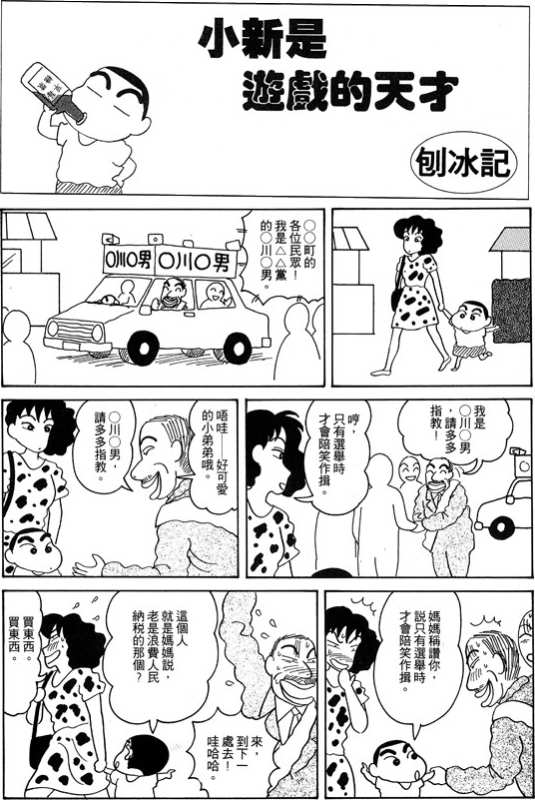 小新是
遊戲的天才
刨冰記
○○町的
各位民眾！
我是△△黨
的○川○男。
○川○男
○川○男
我是
○川○男
，請多多
指教！
哼，
只有選舉時
才會陪笑作揖。
唔哇　好可愛
的小弟弟哦。
○川○男，
請多多指教。
媽媽稱讚你，
說只有選舉時
才會陪笑作揖。
來，
到下一
處去！
哇哈哈。
這個人
就是媽媽說，
老是浪費人民
納稅的那個？
買東西。
買東西。